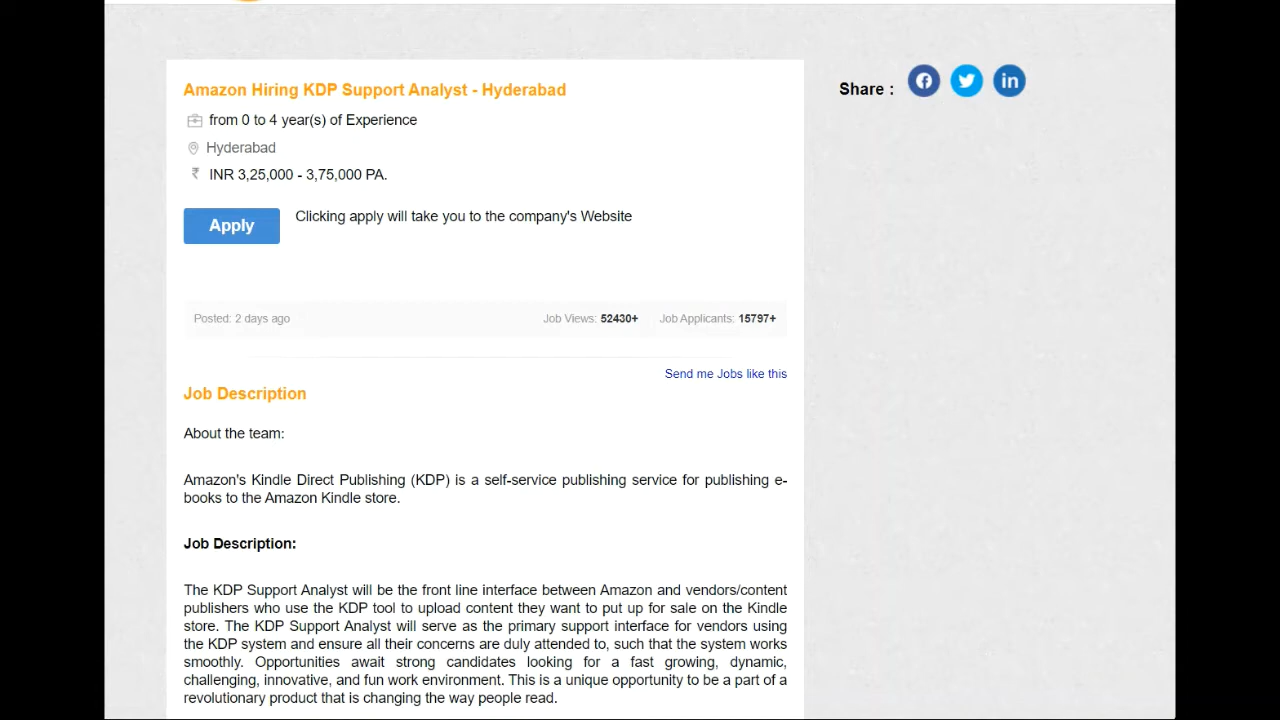 Amazon Hiring KDP Support Analyst - Hyderabad
Share :
from 0 to 4 year(s) of Experience
Hyderabad
₹ INR 3,25,000 - 3,75,000 PA.
Apply
Clicking apply will take you to the company's Website
Posted: 2 days ago
Job Views: 52430+
Job Applicants: 15797+
Send me Jobs like this
Job Description
About the team:
Amazon's Kindle Direct Publishing (KDP) is a self-service publishing service for publishing e-
books to the Amazon Kindle store.
Job Description:
The KDP Support Analyst will be the front line interface between Amazon and vendors/content
publishers who use the KDP tool to upload content they want to put up for sale on the Kindle
store. The KDP Support Analyst will serve as the primary support interface for vendors using
the KDP system and ensure all their concerns are duly attended to, such that the system works
smoothly. Opportunities await strong candidates looking for a fast growing, dynamic,
challenging, innovative, and fun work environment. This is a unique opportunity to be a part of a
revolutionary product that is changing the way people read.